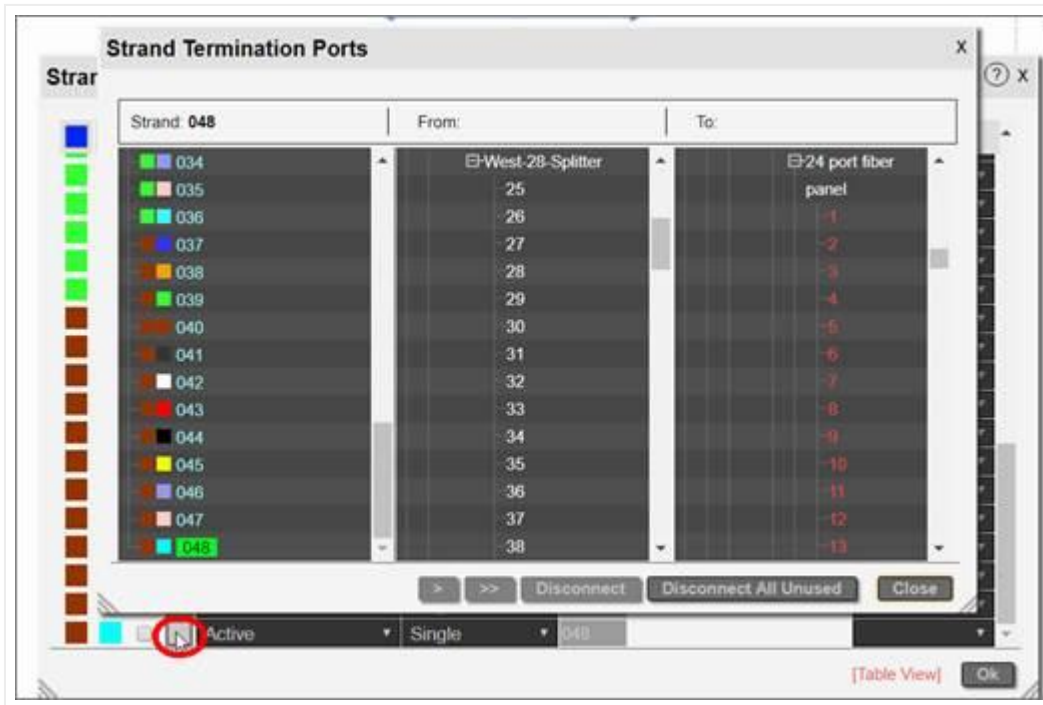 Strand Termination Ports x
Stran ? x
Strand: 048 From: To:
034 West-28-Splitter 24 port fiber
035 25 panel
036 26 1
037 27 2
038 28 3
039 29 4
040 30 5
041 31 6
042 32 7
043 33 8
044 34 9
045 35 10
046 36 11
047 37 12
048 38 13
> >> Disconnect Disconnect All Unused Close
Active Single 048
[Table View] Ok